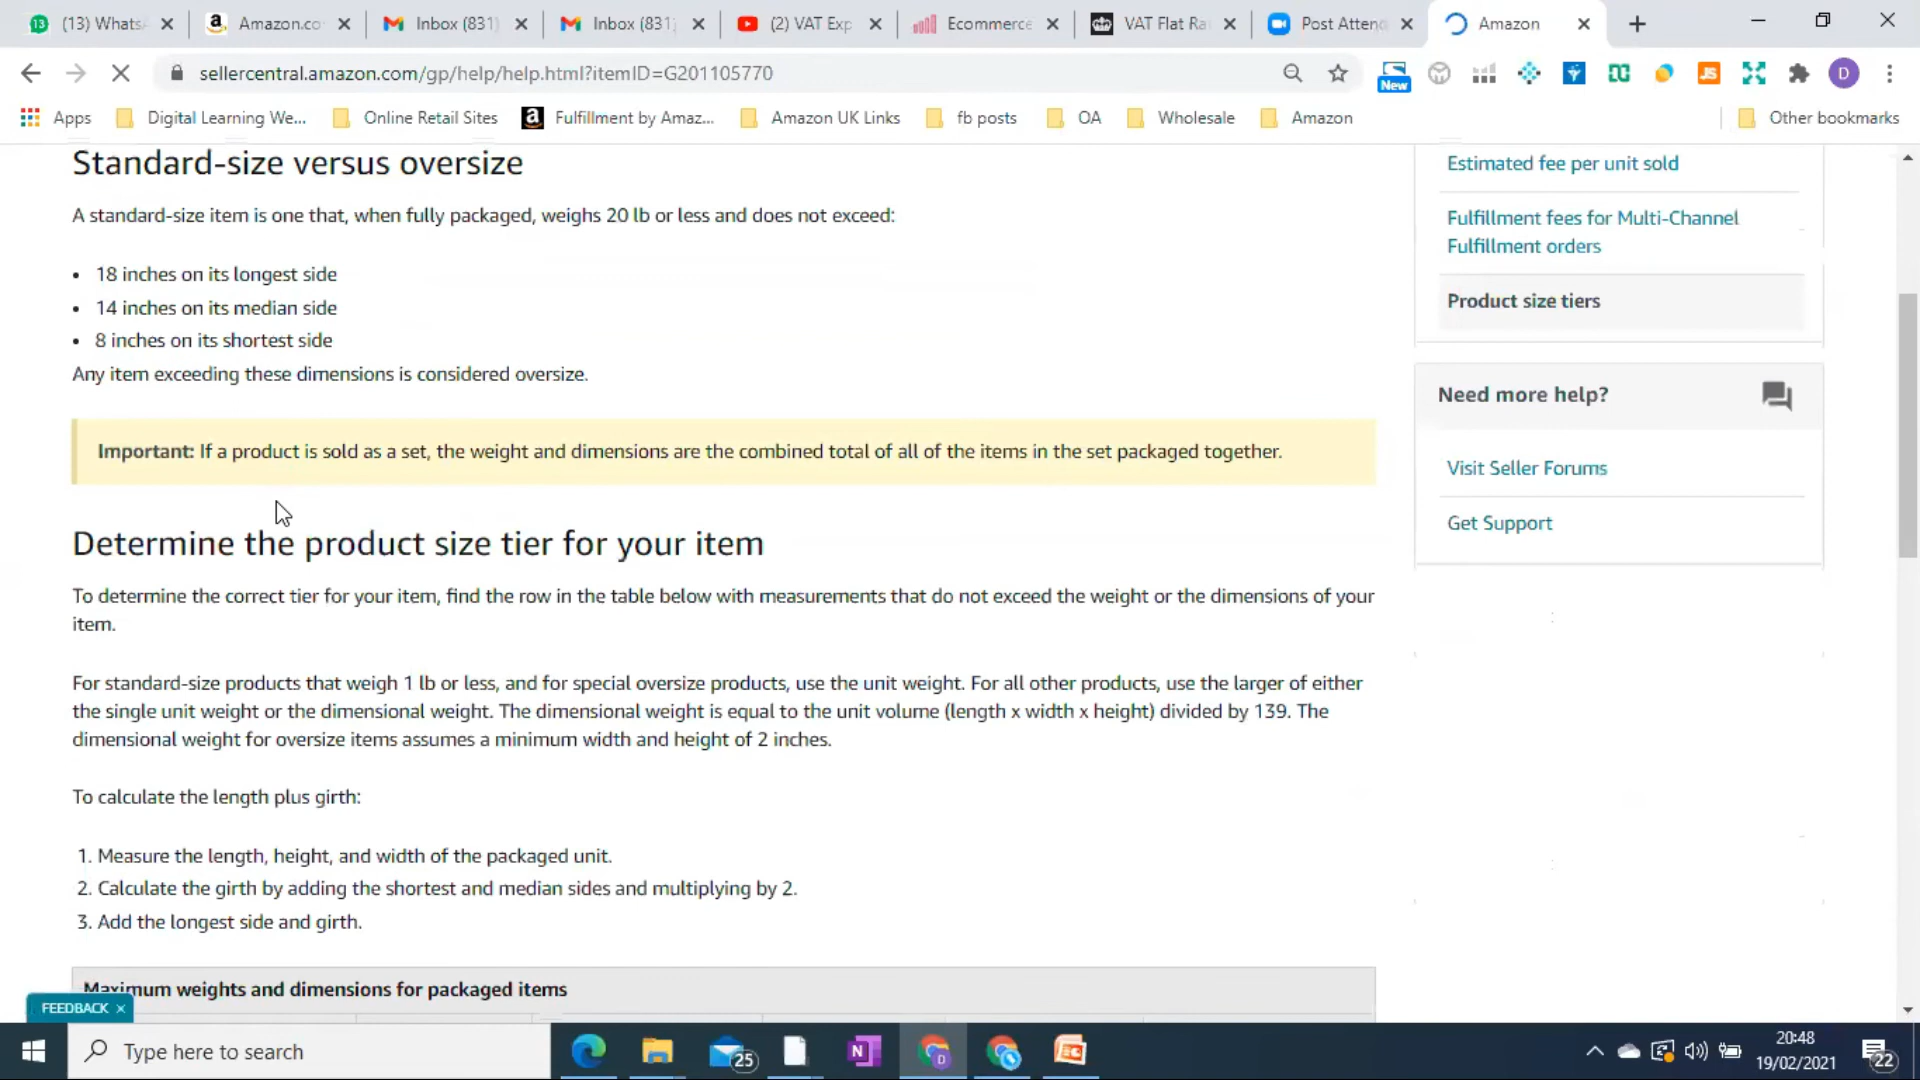 (13) Whats
Amazon.co
Inbox (831)
Inbox (831)
(2) VAT Exp
Ecommerce
VAT Flat Ra
Post Attend
Amazon
sellercentral.amazon.com/gp/help/help.html?itemID=G201105770
New
JS
D
Apps
Digital Learning We...
Online Retail Sites
Fulfillment by Amaz...
Amazon UK Links
fb posts
OA
Wholesale
Amazon
Other bookmarks
Standard-size versus oversize
A standard-size item is one that, when fully packaged, weighs 20 lb or less and does not exceed:
• 18 inches on its longest side
• 14 inches on its median side
• 8 inches on its shortest side
Any item exceeding these dimensions is considered oversize.
Important: If a product is sold as a set, the weight and dimensions are the combined total of all of the items in the set packaged together.
Determine the product size tier for your item
To determine the correct tier for your item, find the row in the table below with measurements that do not exceed the weight or the dimensions of your
item.
For standard-size products that weigh 1 lb or less, and for special oversize products, use the unit weight. For all other products, use the larger of either
the single unit weight or the dimensional weight. The dimensional weight is equal to the unit volume (length x width x height) divided by 139. The
dimensional weight for oversize items assumes a minimum width and height of 2 inches.
To calculate the length plus girth:
1. Measure the length, height, and width of the packaged unit.
2. Calculate the girth by adding the shortest and median sides and multiplying by 2.
3. Add the longest side and girth.
Maximum weights and dimensions for packaged items
FEEDBACK
Estimated fee per unit sold
Fulfillment fees for Multi-Channel
Fulfillment orders
Product size tiers
Need more help?
Visit Seller Forums
Get Support
Type here to search
25
N
D
20:48
19/02/2021
22